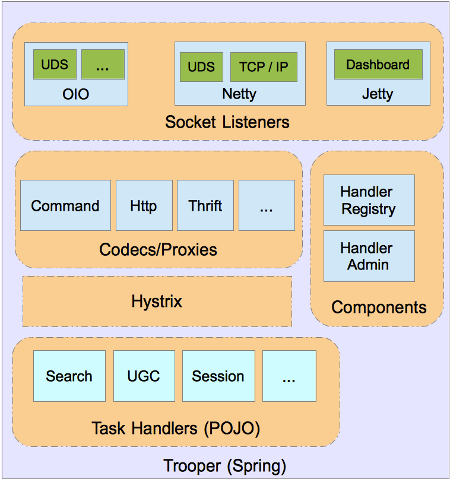 UDS
...
OIO
UDS
TCP / IP
Netty
Dashboard
Jetty
Socket Listeners
Command
Http
Thrift
...
Codecs/Proxies
Handler
Registry
Handler
Admin
Components
Hystrix
Search
UGC
Session
...
Task Handlers (POJO)
Trooper (Spring)